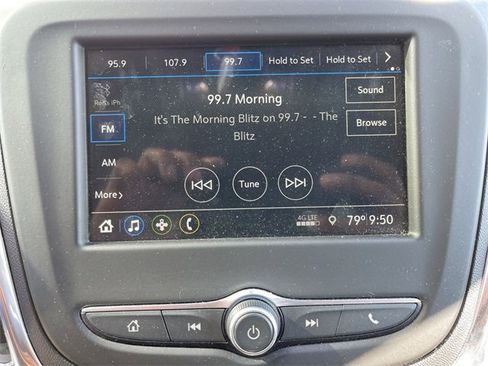 95.9 107.9 99.7 Hold to Set Hold to Set
99.7 Morning
Sound
It's The Morning Blitz on 99.7 - - The
Blitz
Browse
FM
AM
More
Tune
4G LTE
79° 9:50